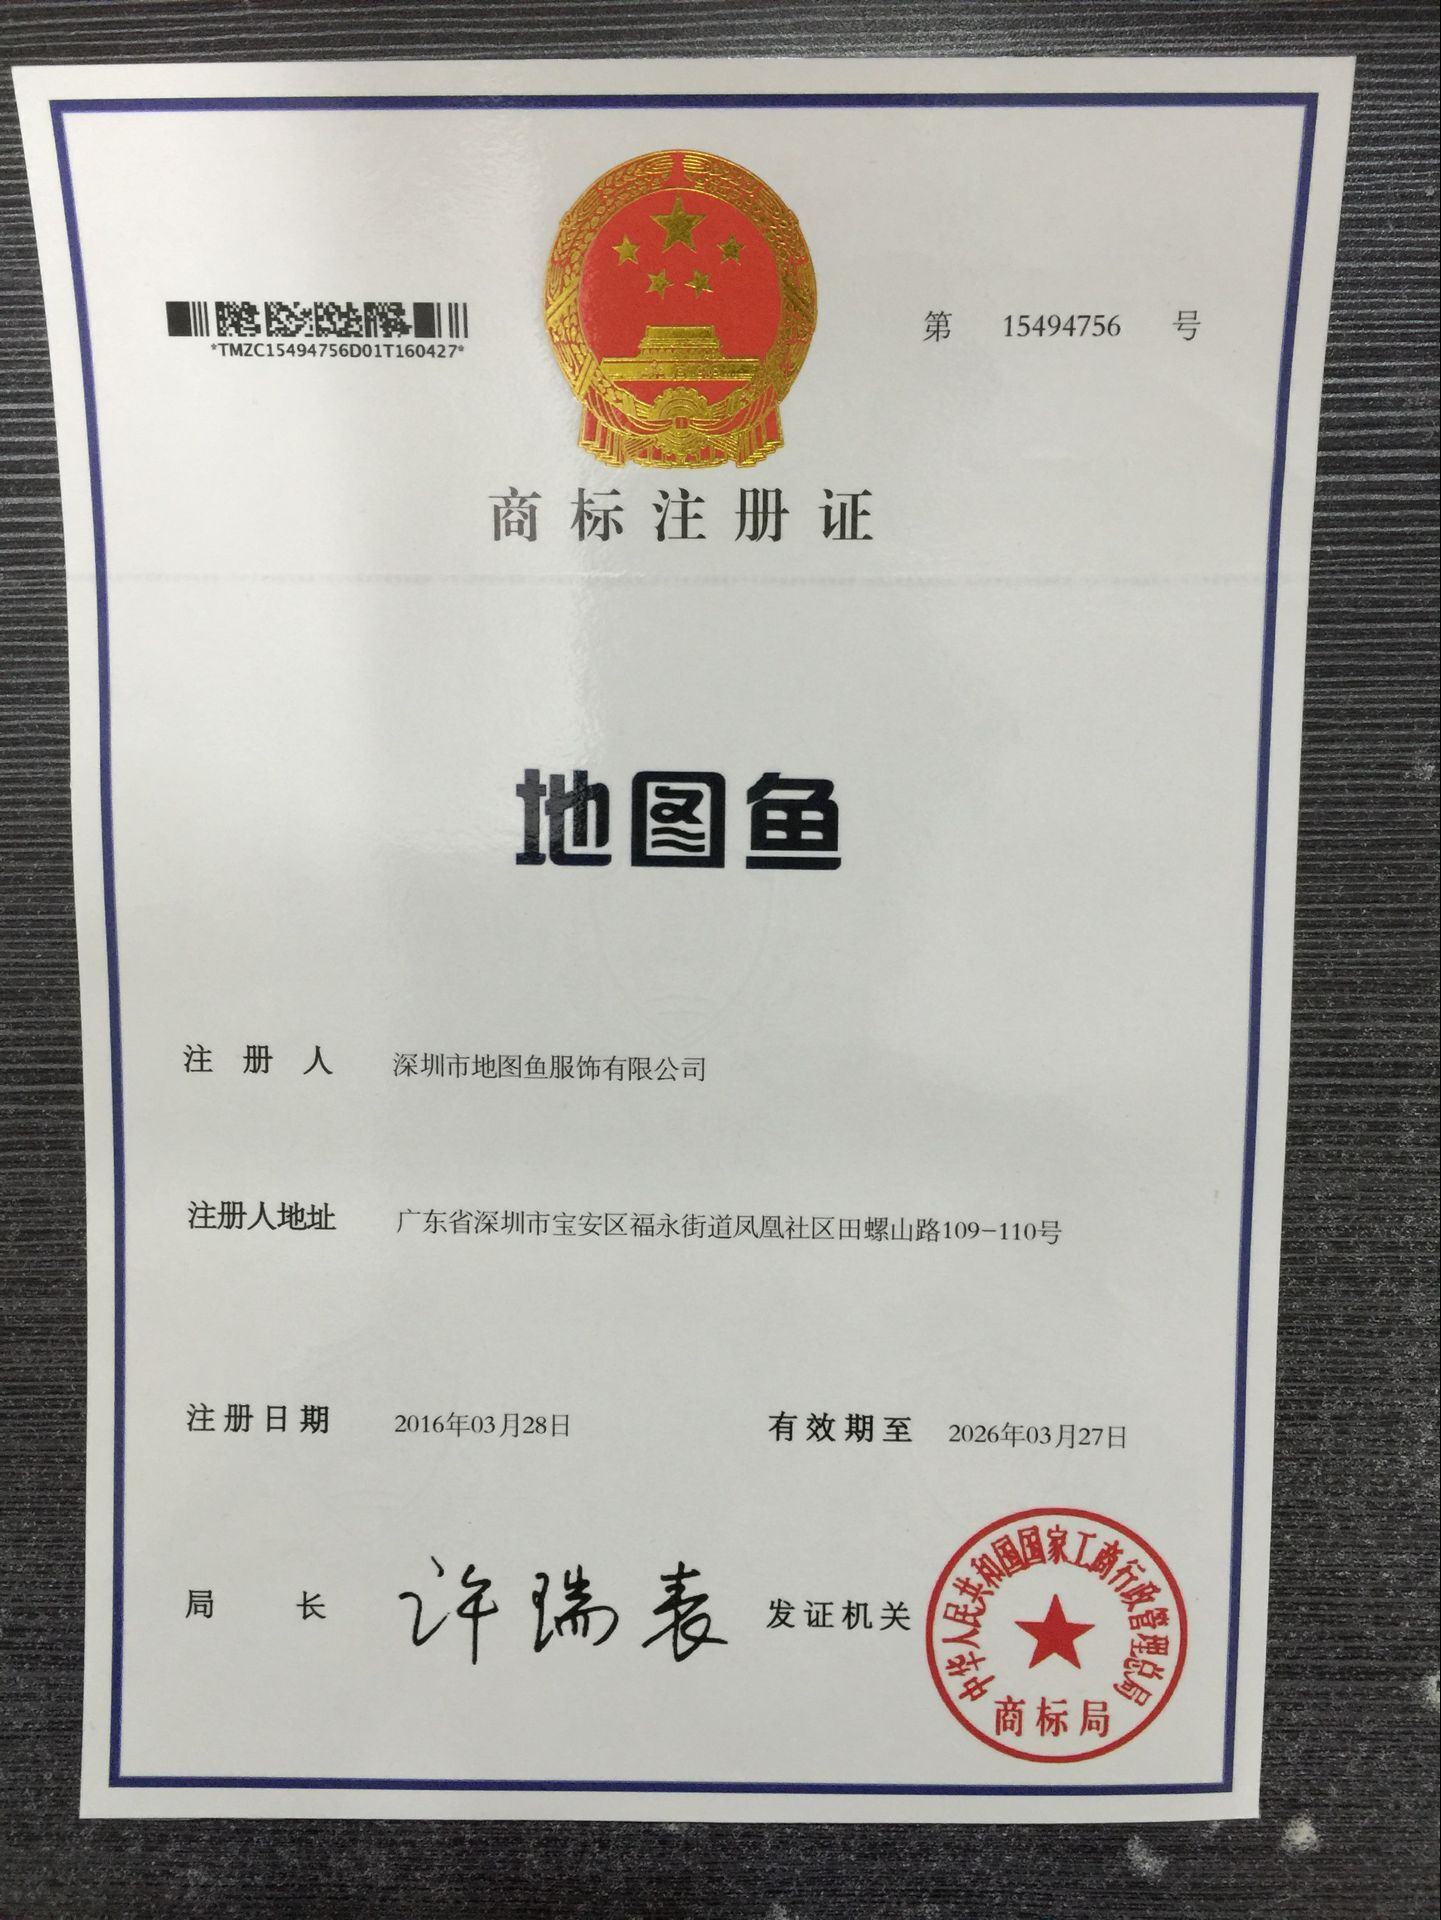 *TMZC15494756D01T160427*
第 15494756 号
商标注册证
地图鱼
注册人 深圳市地图鱼服饰有限公司
注册人地址 广东省深圳市宝安区福永街道凤凰社区田螺山路109-110号
注册日期 2016年03月28日 有效期至 2026年03月27日
局长 许瑞表 发证机关
中华人民共和国国家工商行政管理总局
商标局